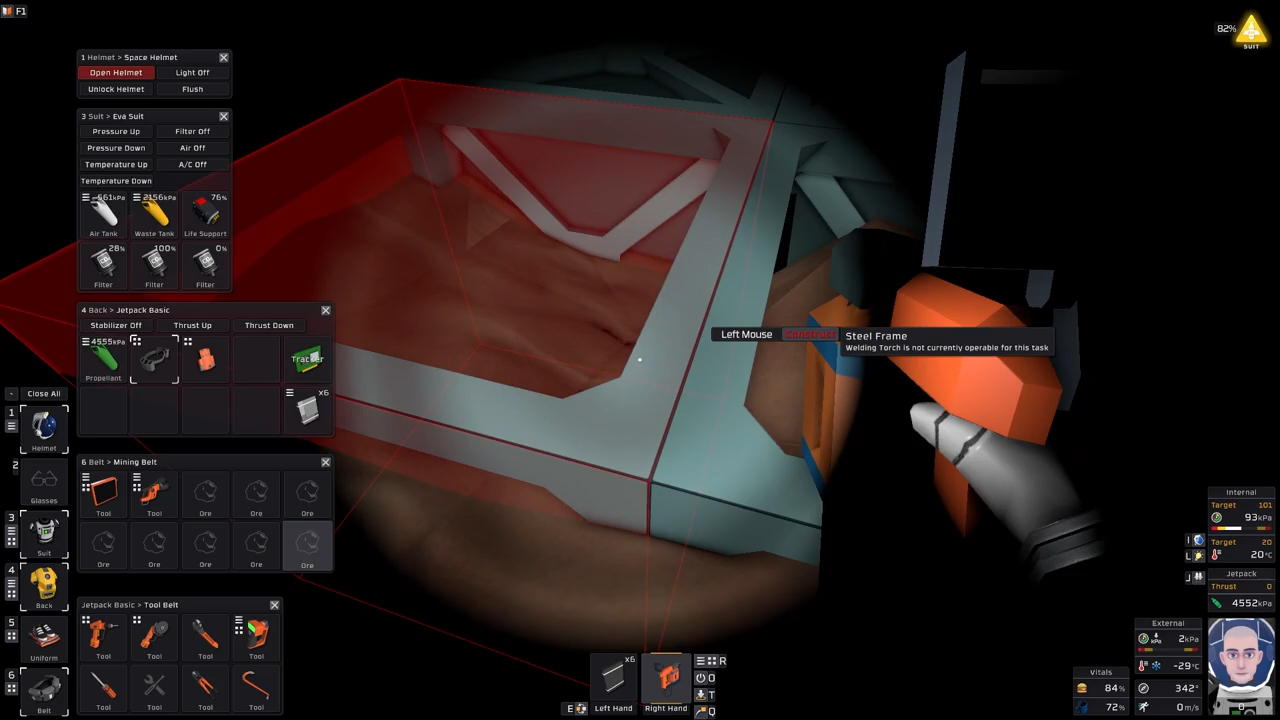 F1
82%
SUIT
1 Helmet > Space Helmet
Open Helmet Light Off
Unlock Helmet Flush
3 Suit > Eva Suit
Pressure Up Filter Off
Pressure Down Air Off
Temperature Up A/C Off
Temperature Down
561kPa 2156kPa 76%
Air Tank Waste Tank Life Support
28% 100% 0%
Filter Filter Filter
4 Back > Jetpack Basic
Stabilizer Off Thrust Up Thrust Down
4555kPa
Tracker
Propellant
x6
Close All
1
Helmet
2
Glasses
3
Suit
4
Back
5
Uniform
6
Belt
6 Belt > Mining Belt
Tool Tool Ore Ore Ore
Ore Ore Ore Ore Ore
Jetpack Basic > Tool Belt
Tool Tool Tool Tool
Tool Tool Tool Tool
Left Mouse Construct Steel Frame
Welding Torch is not currently operable for this task
x6
R
O
T
E Left Hand Right Hand Q
Internal
Target 101
93kPa
Target 20
I
L 20°C
J Jetpack
Thrust 0
4552kPa
External
kPa 2kPa
-29°C
Vitals
84% 342°
72% 0m/s
0